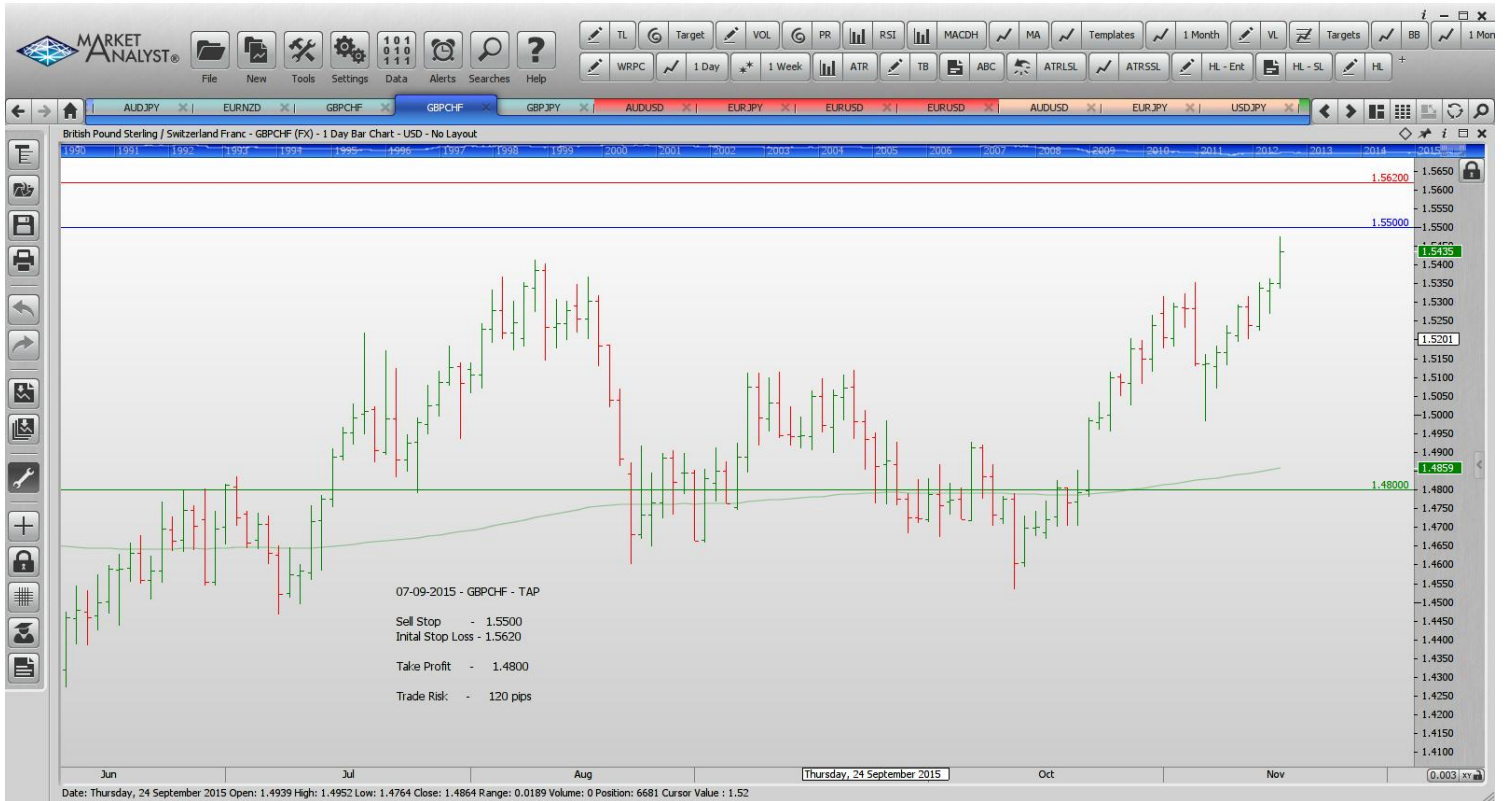 i
MARKET ANALYST®
File New Tools Settings Data Alerts Searches Help
TL Target VOL PR RSI MACDH MA Templates 1 Month VL Targets BB 1 Mon
WRPC 1 Day 1 Week ATR TB ABC ATRLSL ATRSSL HL - Ent HL - SL HL
101
010
111
AUDJPY EURNZD GBPCHF GBPCHF GBPJPY AUDUSD EURJPY EURUSD EURUSD AUDUSD EURJPY USDJPY
British Pound Sterling / Switzerland Franc - GBPCHF (FX) - 1 Day Bar Chart - USD - No Layout
1990 1991 1992 1993 1994 1995 1996 1997 1998 1999 2000 2001 2002 2003 2004 2005 2006 2007 2008 2009 2010 2011 2012 2013 2014 2015
1.5650
1.56200
1.5600
1.5550
1.55000
1.5500
1.5450
1.5435
1.5400
1.5350
1.5300
1.5250
1.5201
1.5150
1.5100
1.5050
1.5000
1.4950
1.4900
1.4859
1.48000
1.4800
1.4750
1.4700
1.4650
1.4600
1.4550
1.4500
1.4450
1.4400
1.4350
1.4300
1.4250
1.4200
1.4150
1.4100
07-09-2015 - GBPCHF - TAP
Sell Stop - 1.5500
Inital Stop Loss - 1.5620
Take Profit - 1.4800
Trade Risk - 120 pips
Jun Jul Aug Thursday, 24 September 2015 Oct Nov
0.003 XY
Date: Thursday, 24 September 2015 Open: 1.4939 High: 1.4952 Low: 1.4764 Close: 1.4864 Range: 0.0189 Volume: 0 Position: 6681 Cursor Value : 1.52